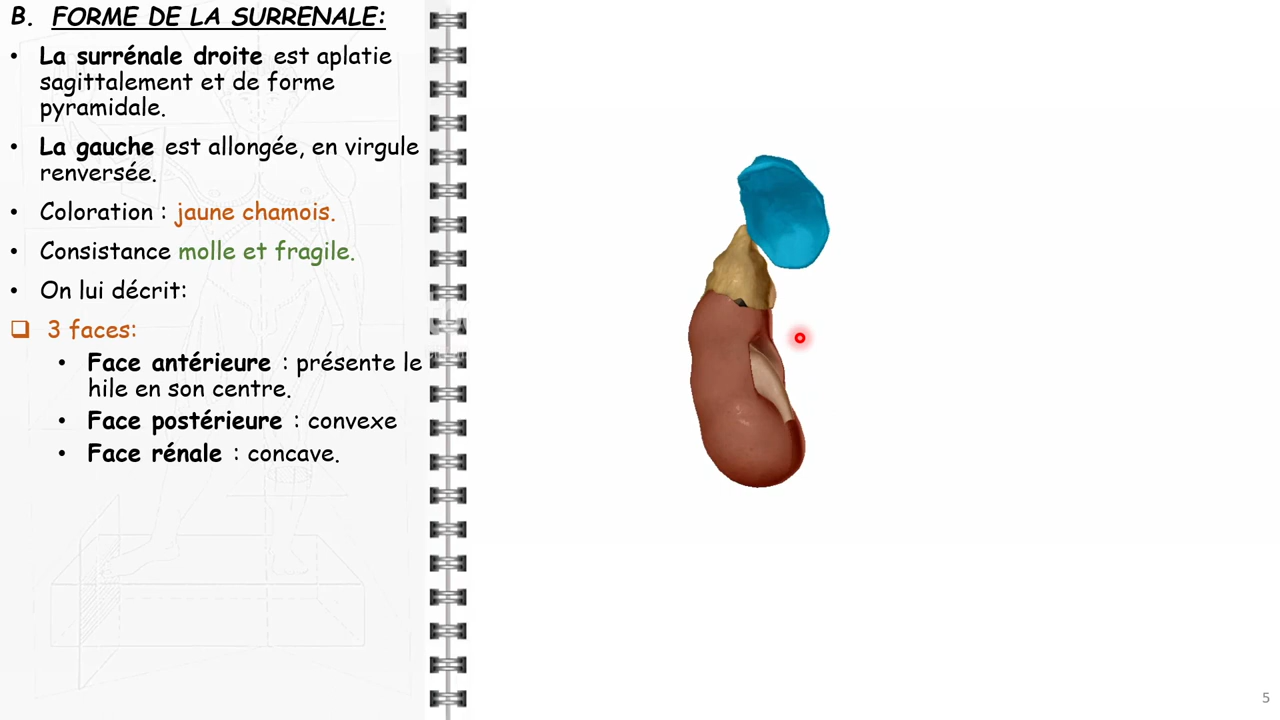 B. FORME DE LA SURRENALE:
• La surrénale droite est aplatie
sagittalement et de forme
pyramidale.
• La gauche est allongée, en virgule
renversée.
• Coloration : jaune chamois.
• Consistance molle et fragile.
• On lui décrit:
❑ 3 faces:
• Face antérieure : présente le
hile en son centre.
• Face postérieure : convexe
• Face rénale : concave.
5